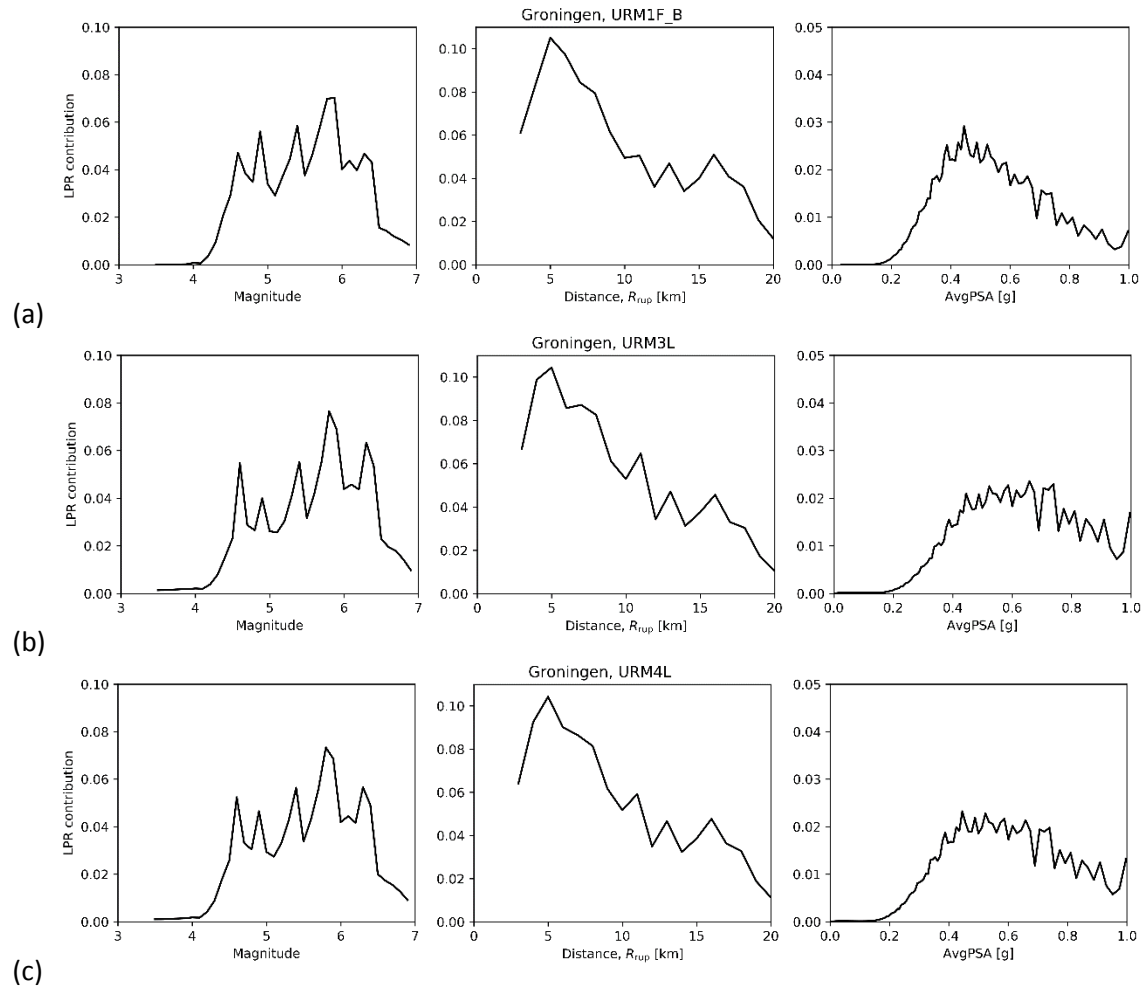 Groningen, URM1F_B
0.10
0.08
0.06
0.04
0.02
0.00
LPR contribution
3 4 5 6 7
Magnitude
0.10
0.08
0.06
0.04
0.02
0.00
0 5 10 15 20
Distance, Rrup [km]
0.05
0.04
0.03
0.02
0.01
0.00
0.0 0.2 0.4 0.6 0.8 1.0
AvgPSA [g]
(a)
Groningen, URM3L
0.10
0.08
0.06
0.04
0.02
0.00
LPR contribution
3 4 5 6 7
Magnitude
0.10
0.08
0.06
0.04
0.02
0.00
0 5 10 15 20
Distance, Rrup [km]
0.05
0.04
0.03
0.02
0.01
0.00
0.0 0.2 0.4 0.6 0.8 1.0
AvgPSA [g]
(b)
Groningen, URM4L
0.10
0.08
0.06
0.04
0.02
0.00
LPR contribution
3 4 5 6 7
Magnitude
0.10
0.08
0.06
0.04
0.02
0.00
0 5 10 15 20
Distance, Rrup [km]
0.05
0.04
0.03
0.02
0.01
0.00
0.0 0.2 0.4 0.6 0.8 1.0
AvgPSA [g]
(c)